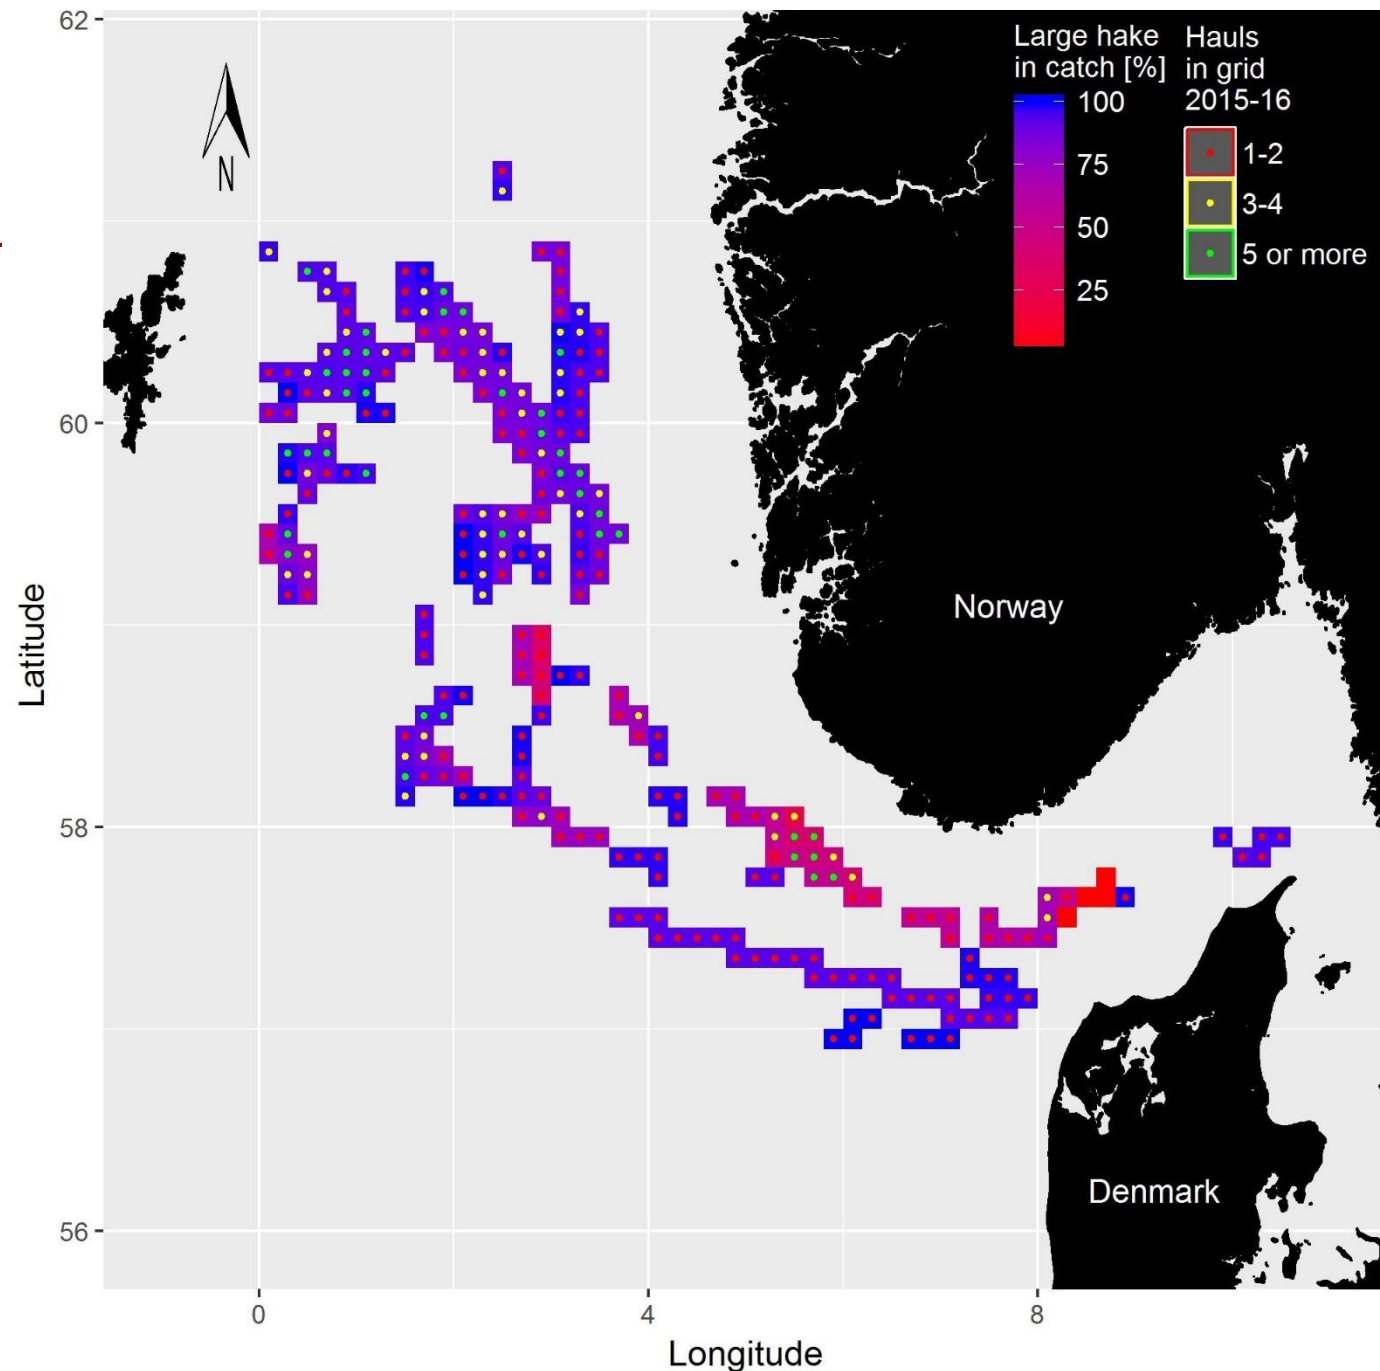 62
60
58
56
Latitude
N
Large hake
in catch [%]
100
75
50
25
Hauls
in grid
2015-16
1-2
3-4
5 or more
Norway
Denmark
0
4
8
Longitude